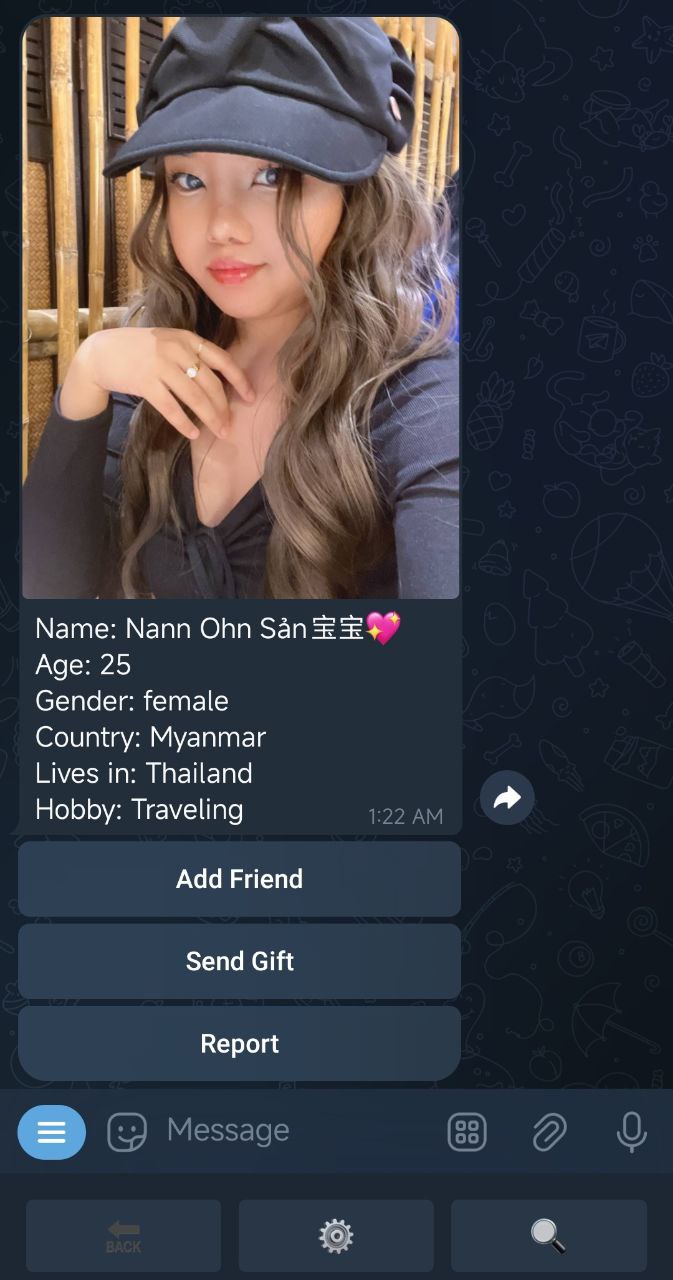 Name: Nann Ohn Sản宝宝💖
Age: 25
Gender: female
Country: Myanmar
Lives in: Thailand
Hobby: Traveling
1:22 AM
Add Friend
Send Gift
Report
Message
BACK